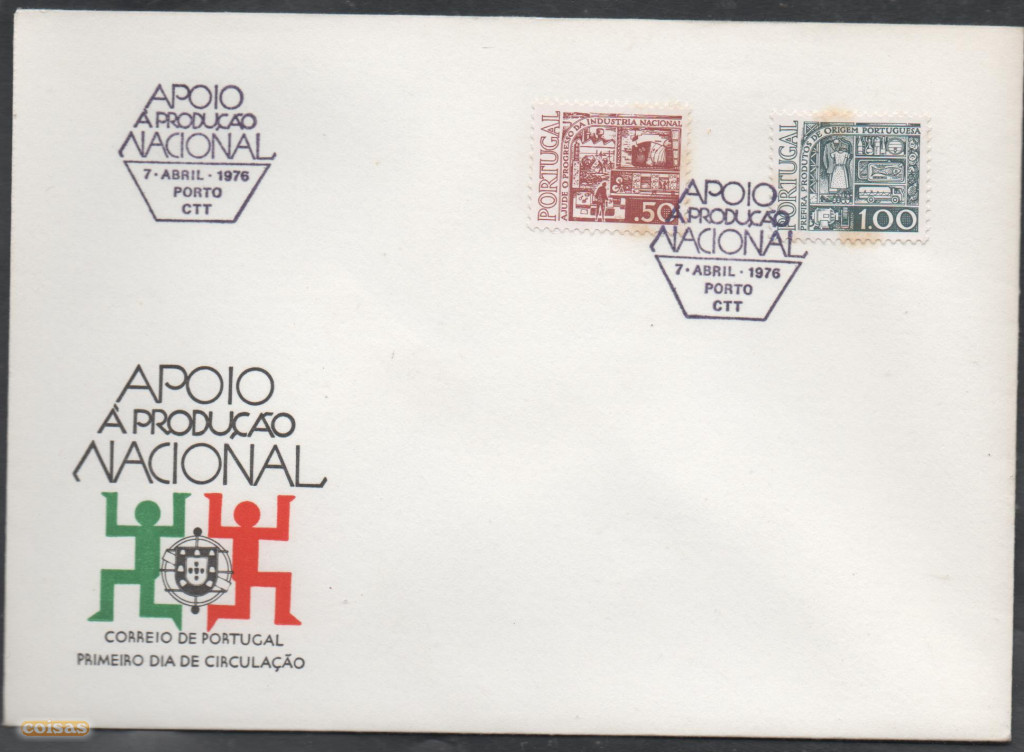 APOIO
À PRODUÇÃO
NACIONAL
7 · ABRIL · 1976
PORTO
CTT
PORTUGAL
AJUDE O PROGRESSO DA INDUSTRIA NACIONAL
.50
PORTUGAL
PREFIRA PRODUTOS DE ORIGEM PORTUGUESA
1.00
APOIO
À PRODUÇÃO
NACIONAL
7 · ABRIL · 1976
PORTO
CTT
APOIO
À PRODUÇÃO
NACIONAL
CORREIO DE PORTUGAL
PRIMEIRO DIA DE CIRCULAÇÃO
coisas